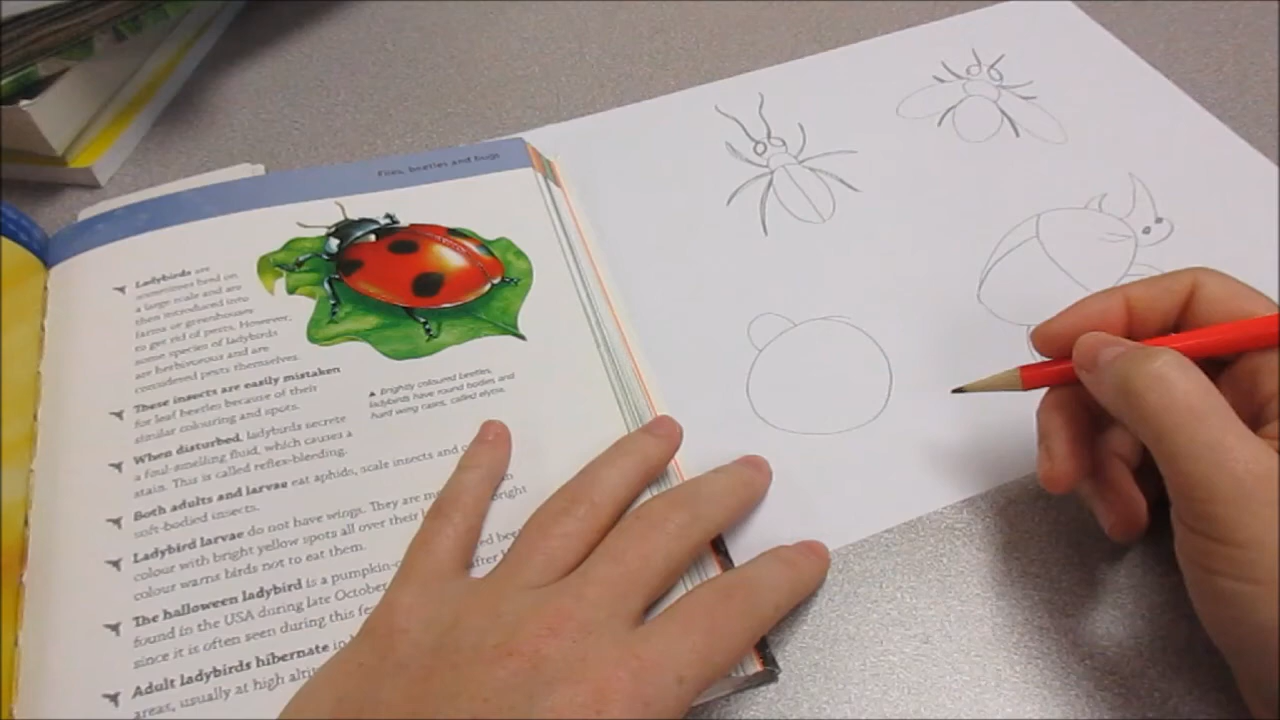 Flies, beetles and bugs
Ladybirds are
sometimes bred on
a large scale and are
then introduced into
farms or greenhouses
to get rid of pests. However,
some species of ladybirds
are herbivorous and are
considered pests themselves.
These insects are easily mistaken
for leaf beetles because of their
similar colouring and spots.
When disturbed, ladybirds secrete
a foul-smelling fluid, which causes a
stain. This is called reflex-bleeding.
Both adults and larvae eat aphids, scale insects and
soft-bodied insects.
Ladybird larvae do not have wings. They are
colour with bright yellow spots all over their bright
colour warns birds not to eat them.
The halloween ladybird is a pumpkin-
found in the USA during late October
since it is often seen during this
Adult ladybirds hibernate
areas, usually at high
▲ Brightly coloured beetles,
ladybirds have round bodies and
hard wing cases, called elytra.